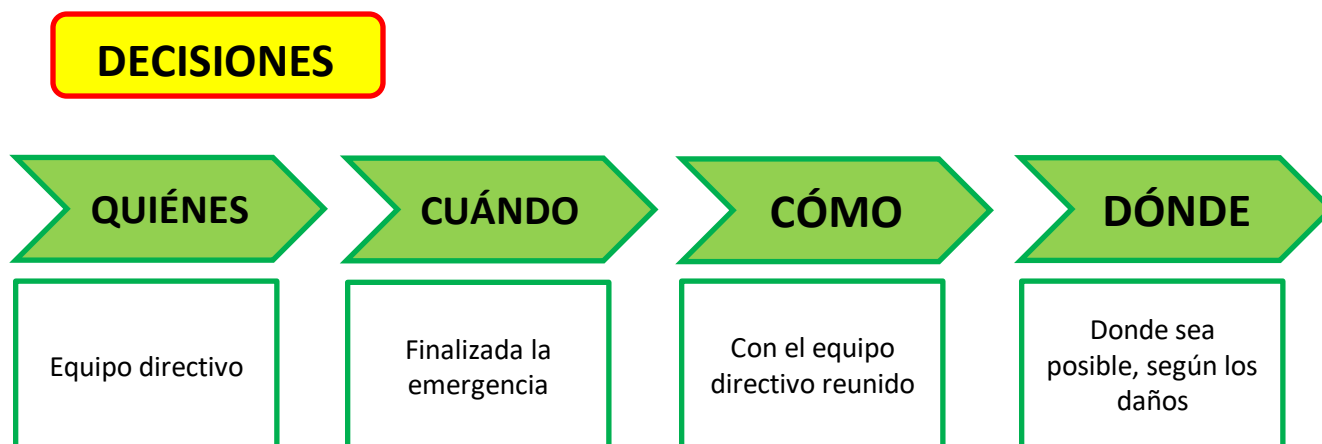 DECISIONES
QUIÉNES
CUÁNDO
CÓMO
DÓNDE
Equipo directivo
Finalizada la
emergencia
Con el equipo
directivo reunido
Donde sea
posible, según los
daños